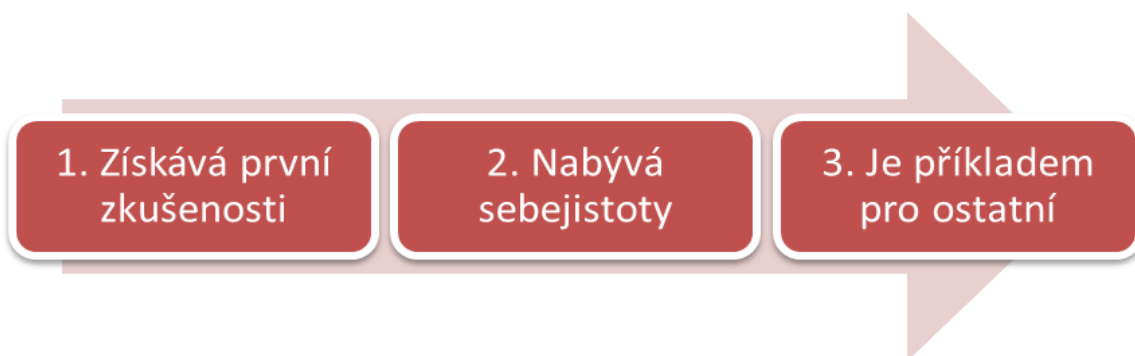 1. Získává první
zkušenosti
2. Nabývá
sebejistoty
3. Je příkladem
pro ostatní